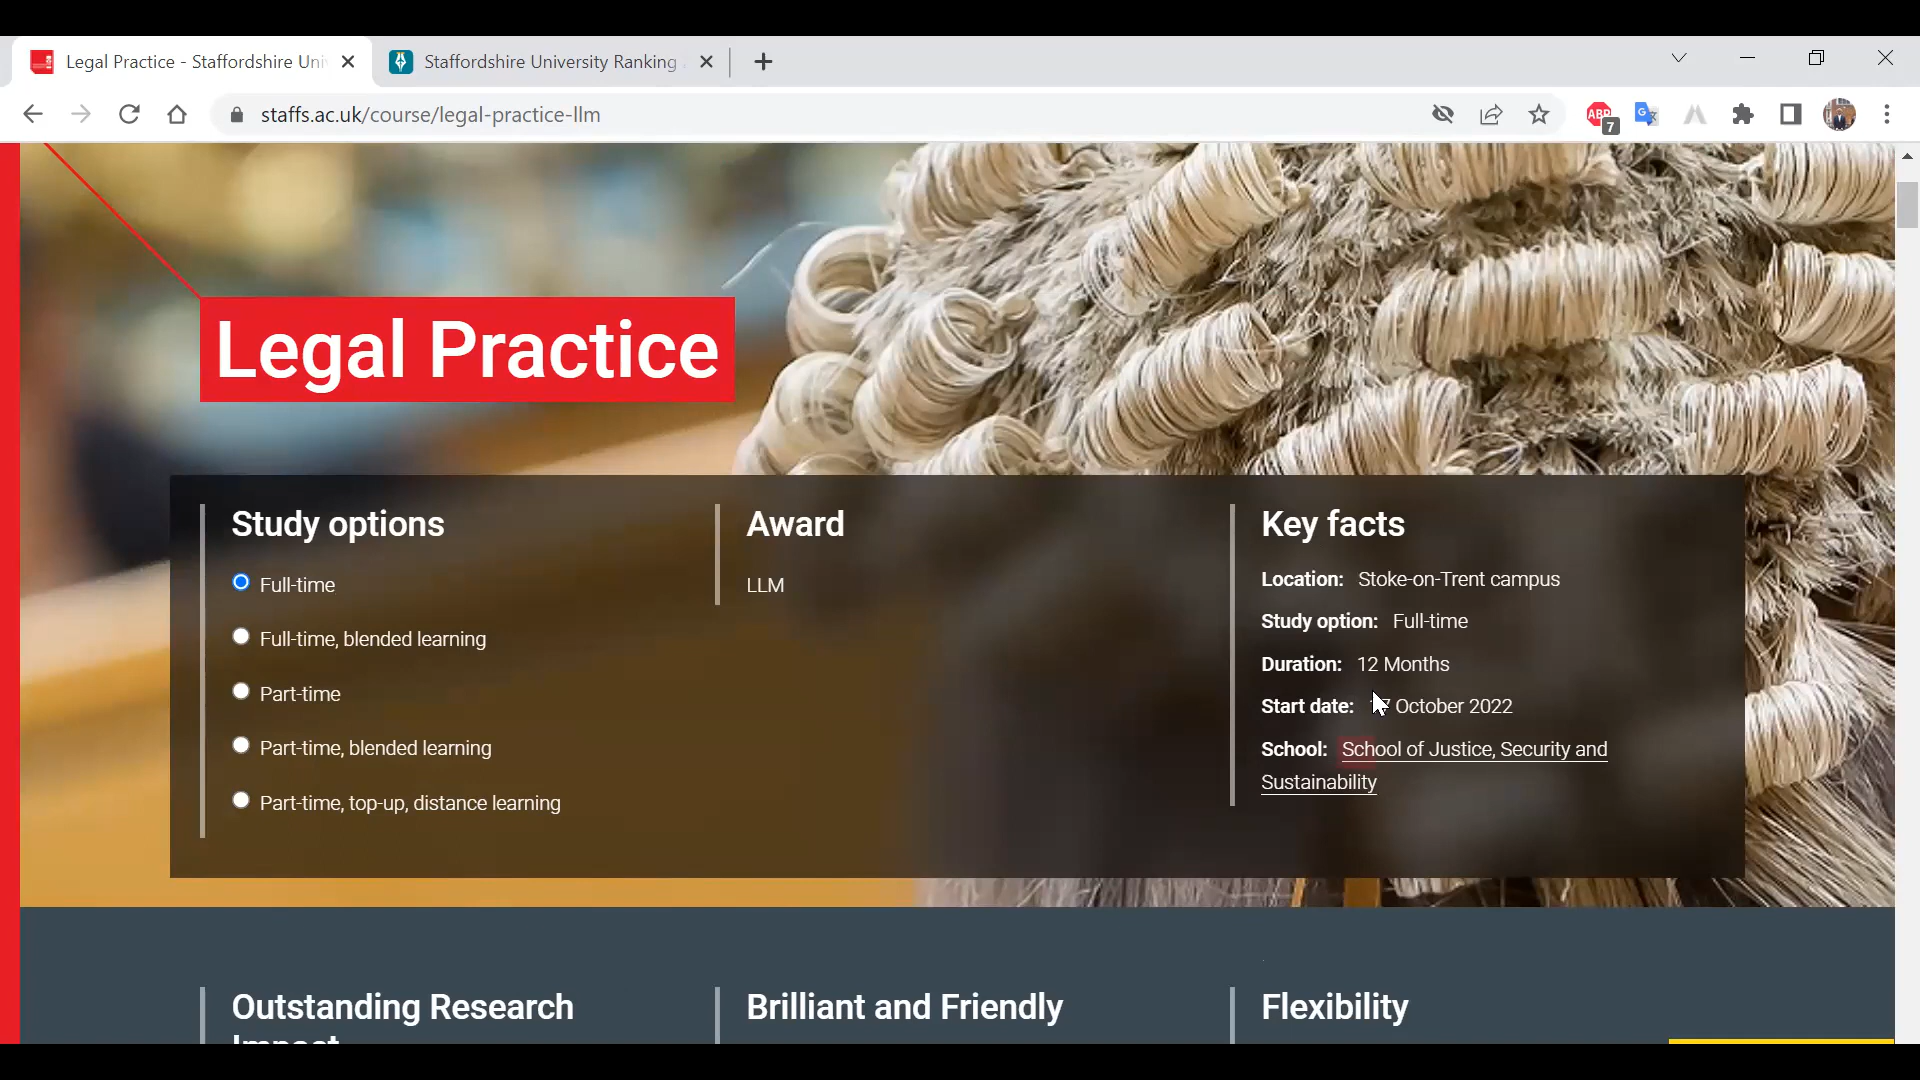 Legal Practice - Staffordshire Uni
Staffordshire University Ranking
staffs.ac.uk/course/legal-practice-llm
ABP
7
G
Legal Practice
Study options
Full-time
Full-time, blended learning
Part-time
Part-time, blended learning
Part-time, top-up, distance learning
Award
LLM
Key facts
Location: Stoke-on-Trent campus
Study option: Full-time
Duration: 12 Months
Start date: October 2022
School: School of Justice, Security and
Sustainability
Outstanding Research
Impact
Brilliant and Friendly
Flexibility